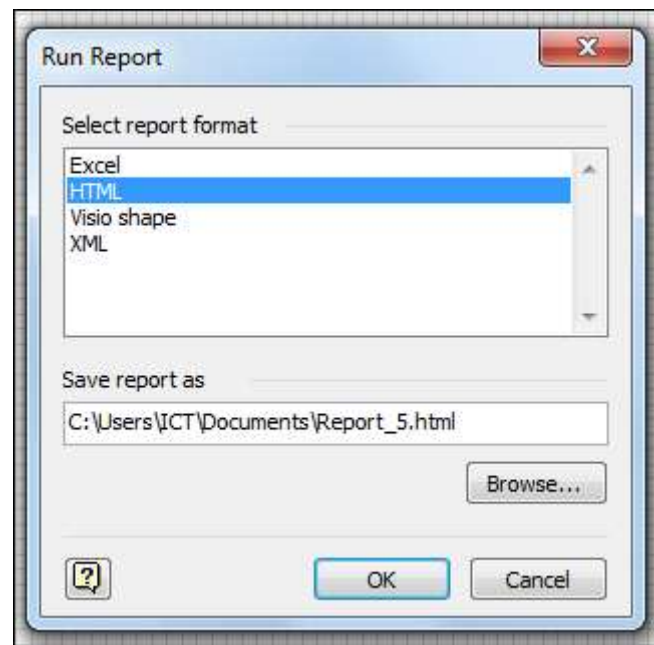 Run Report
Select report format
Excel
HTML
Visio shape
XML
Save report as
C:\Users\ICT\Documents\Report_5.html
Browse...
OK
Cancel